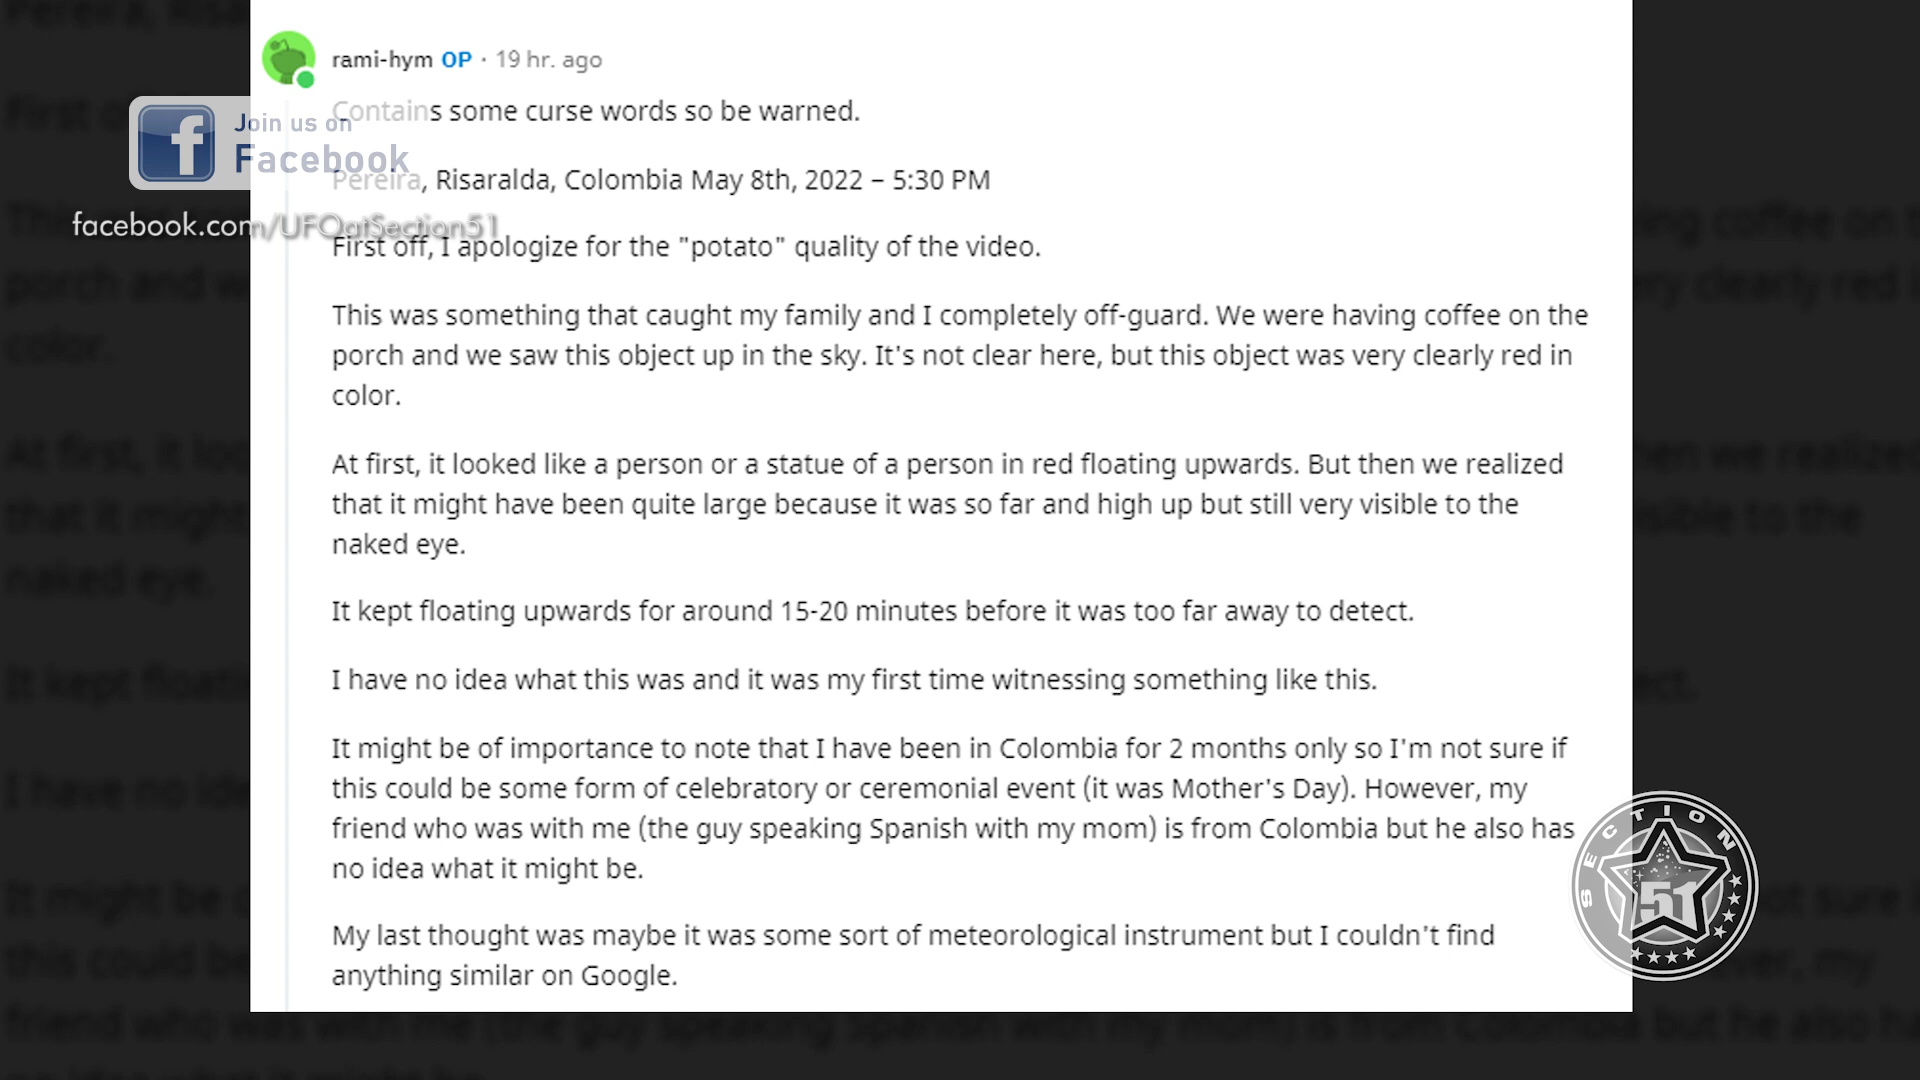 rami-hym OP · 19 hr. ago
Contains some curse words so be warned.
Join us on
Facebook
Pereira, Risaralda, Colombia May 8th, 2022 – 5:30 PM
facebook.com/UFOatSection51
First off, I apologize for the "potato" quality of the video.
This was something that caught my family and I completely off-guard. We were having coffee on the
porch and we saw this object up in the sky. It's not clear here, but this object was very clearly red in
color.
At first, it looked like a person or a statue of a person in red floating upwards. But then we realized
that it might have been quite large because it was so far and high up but still very visible to the
naked eye.
It kept floating upwards for around 15-20 minutes before it was too far away to detect.
I have no idea what this was and it was my first time witnessing something like this.
It might be of importance to note that I have been in Colombia for 2 months only so I'm not sure if
this could be some form of celebratory or ceremonial event (it was Mother's Day). However, my
friend who was with me (the guy speaking Spanish with my mom) is from Colombia but he also has
no idea what it might be.
SECTION
51
My last thought was maybe it was some sort of meteorological instrument but I couldn't find
anything similar on Google.